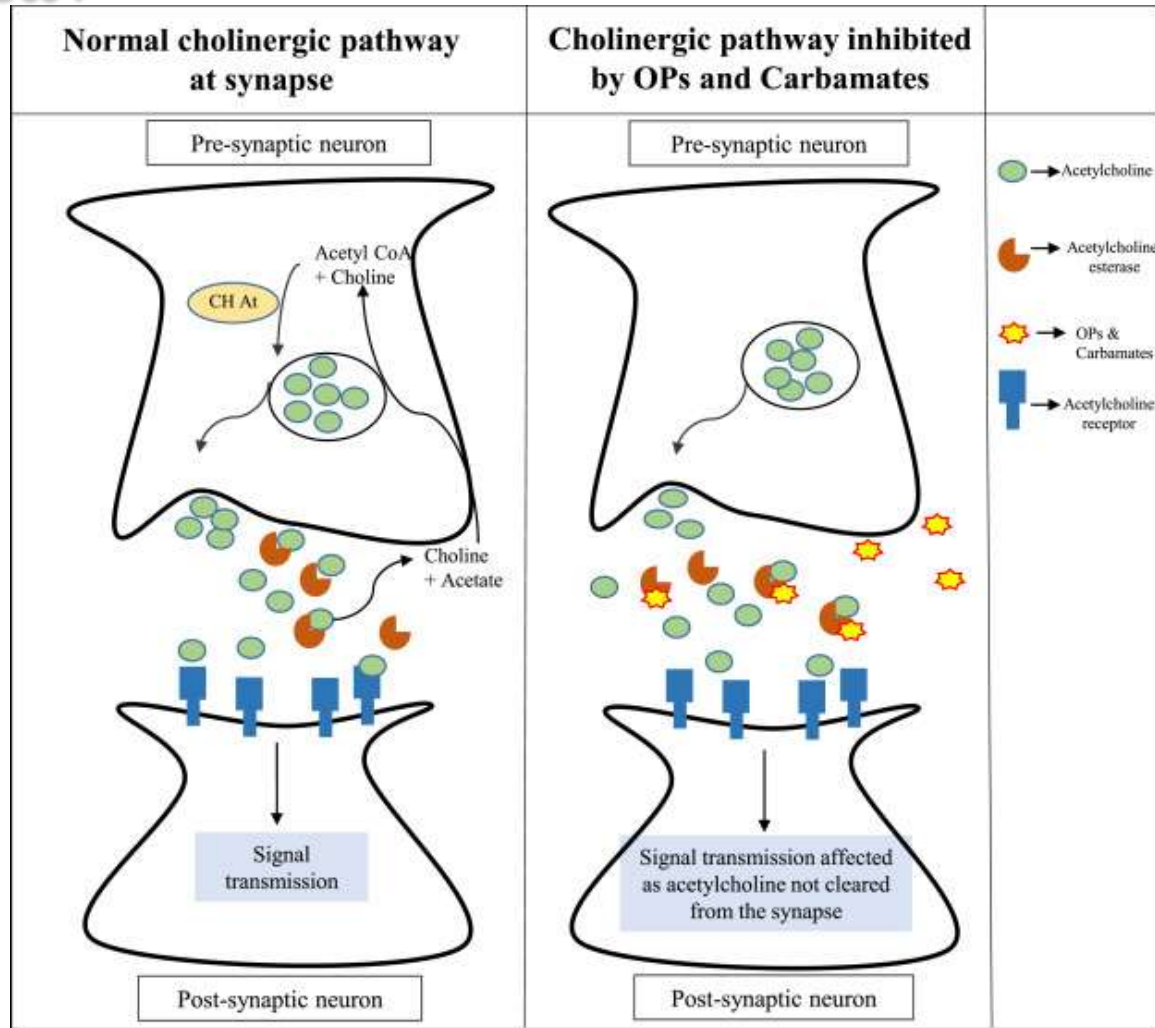 Normal cholinergic pathway
at synapse
Cholinergic pathway inhibited
by OPs and Carbamates
Pre-synaptic neuron
Acetyl CoA
+ Choline
CH At
Choline
+ Acetate
Signal
transmission
Post-synaptic neuron
Pre-synaptic neuron
Signal transmission affected
as acetylcholine not cleared
from the synapse
Post-synaptic neuron
Acetylcholine
Acetylcholine
esterase
OPs &
Carbamates
Acetylcholine
receptor